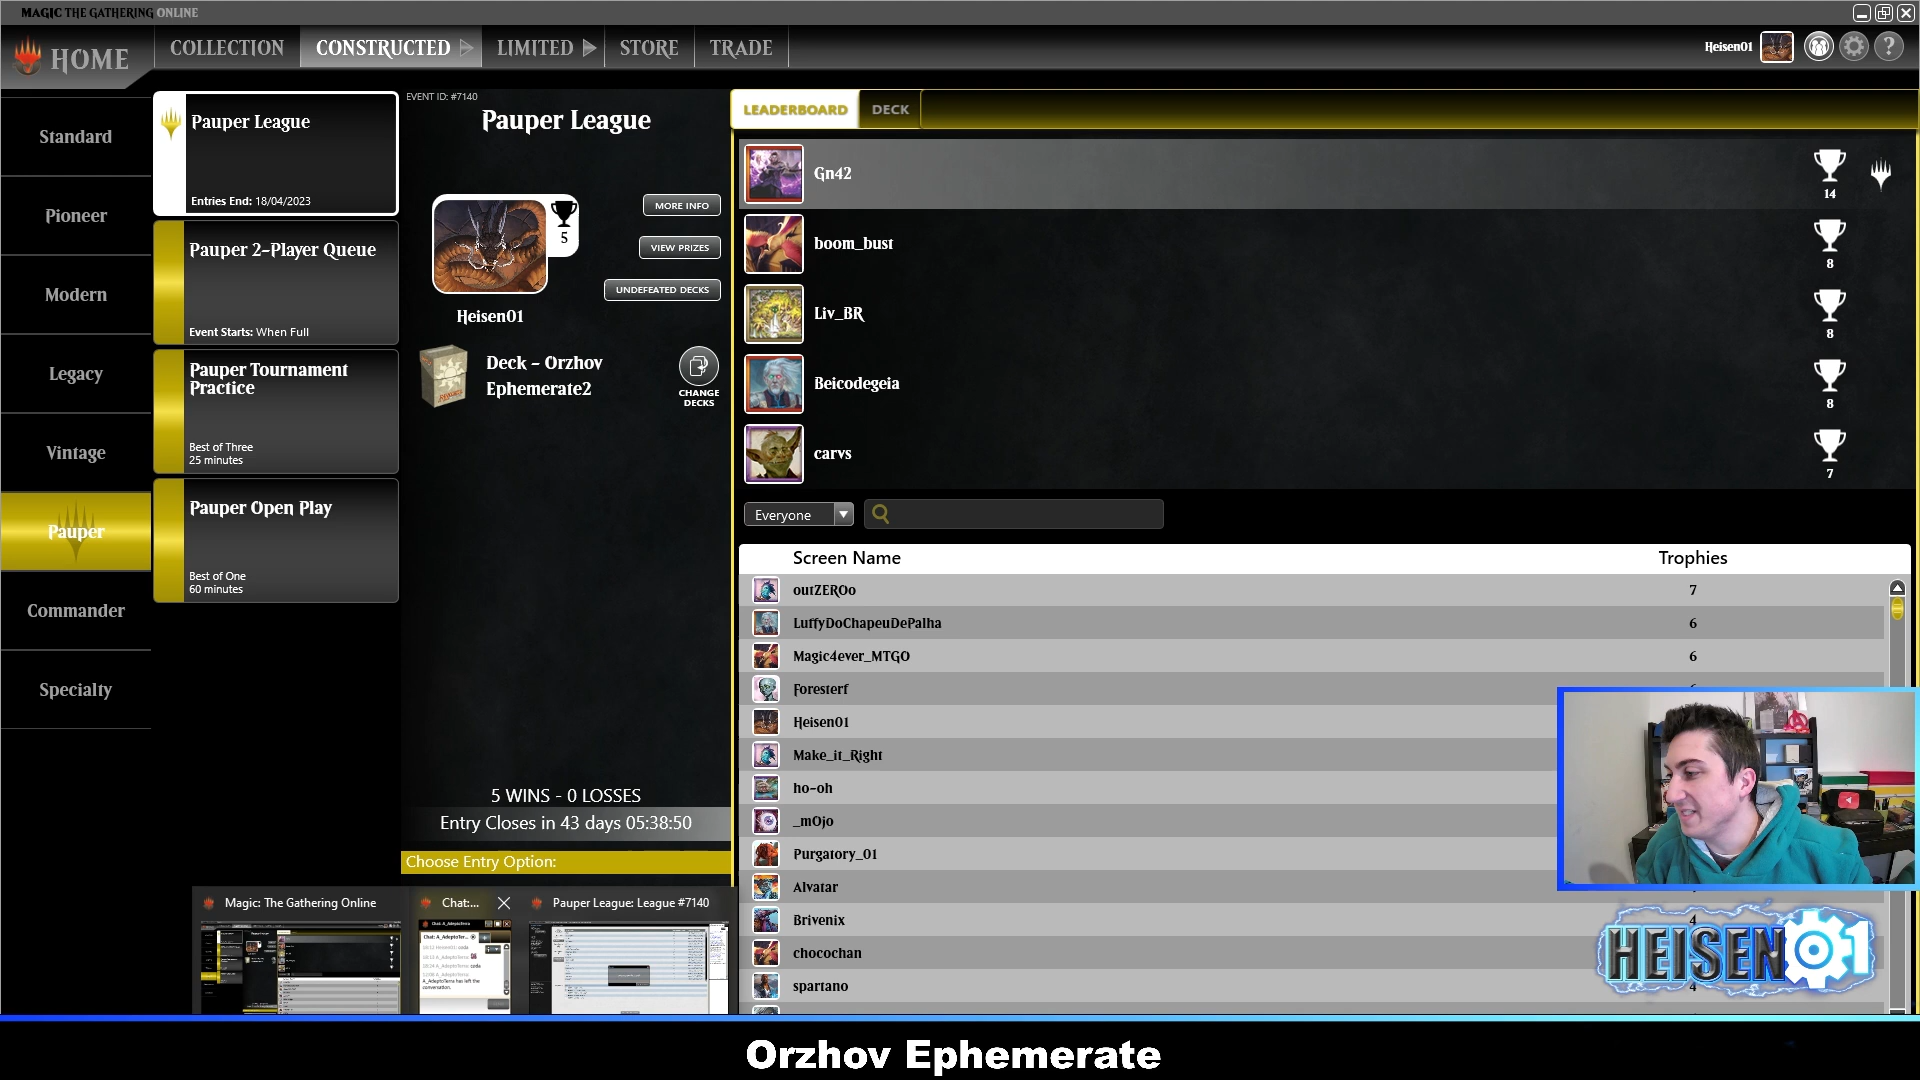 MAGIC THE GATHERING ONLINE
HOME
COLLECTION
CONSTRUCTED
LIMITED
STORE
TRADE
Heisen01
?
Standard
Pioneer
Modern
Legacy
Vintage
Pauper
Commander
Specialty
Pauper League
Entries End: 18/04/2023
Pauper 2-Player Queue
Event Starts: When Full
Pauper Tournament
Practice
Best of Three
25 minutes
Pauper Open Play
Best of One
60 minutes
EVENT ID: #7140
Pauper League
5
MORE INFO
VIEW PRIZES
UNDEFEATED DECKS
Heisen01
Deck - Orzhov
Ephemerate2
CHANGE
DECKS
5 WINS - 0 LOSSES
Entry Closes in 43 days 05:38:50
Choose Entry Option:
LEADERBOARD
DECK
Gn42
14
boom_bust
8
Liv_BR
8
Beicodegeia
8
carvs
7
Everyone
Screen Name Trophies
outZEROo 7
LuffyDoChapeuDePalha 6
Magic4ever_MTGO 6
Foresterf
Heisen01
Make_it_Right
ho-oh
_mOjo
Purgatory_01
Alvatar
Brivenix 4
chocochan
spartano 4
Magic: The Gathering Online
Chat:...
Pauper League: League #7140
HEISEN01
Orzhov Ephemerate